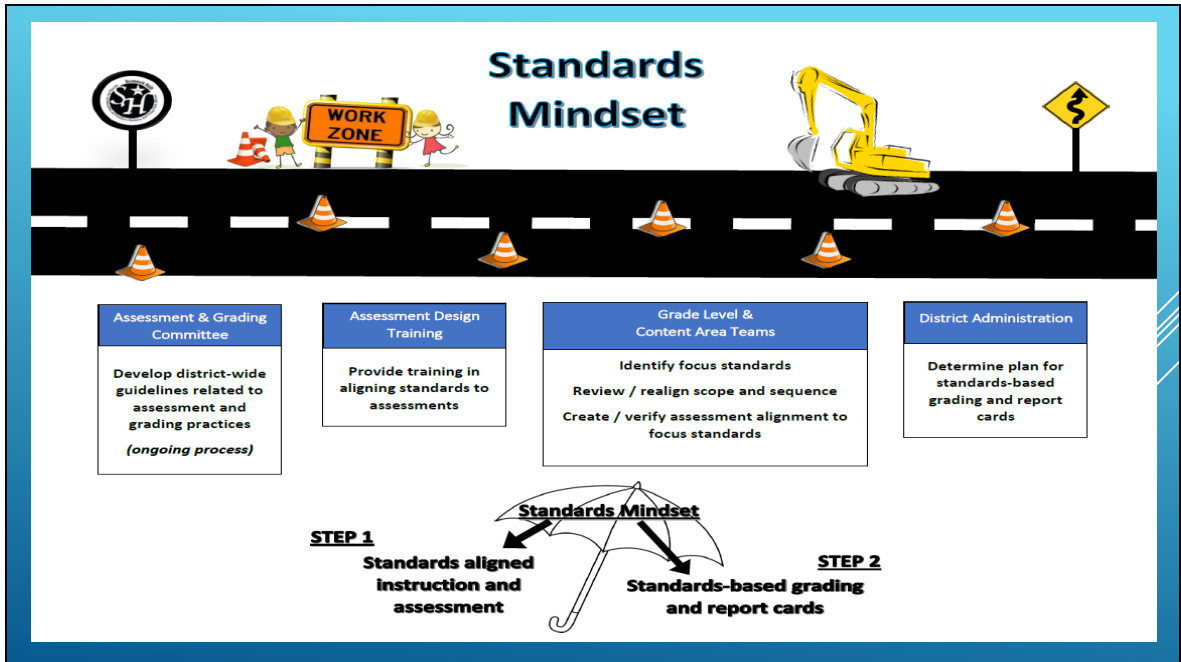 Standards
Mindset
SH
WORK
ZONE
Assessment & Grading
Committee
Develop district-wide
guidelines related to
assessment and
grading practices
(ongoing process)
Assessment Design
Training
Provide training in
aligning standards to
assessments
Grade Level &
Content Area Teams
Identify focus standards
Review / realign scope and sequence
Create / verify assessment alignment to
focus standards
District Administration
Determine plan for
standards-based
grading and report
cards
Standards Mindset
STEP 1
Standards aligned
instruction and
assessment
STEP 2
Standards-based grading
and report cards